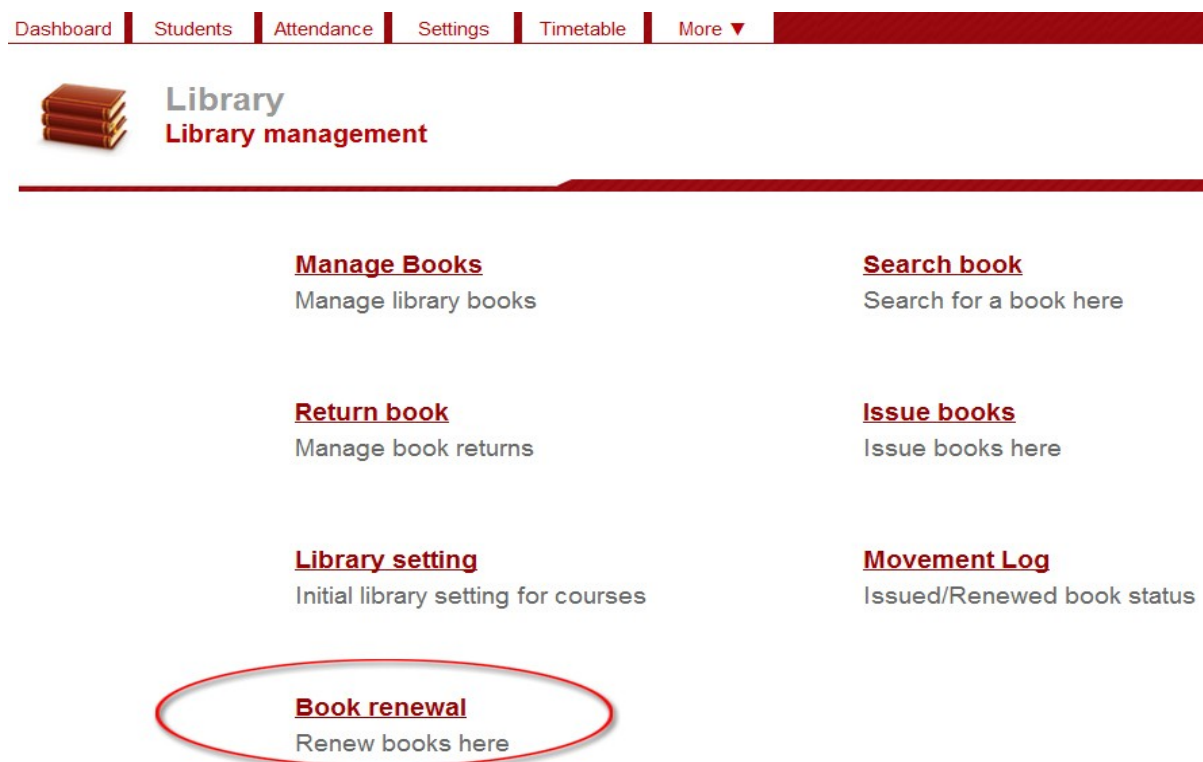 Dashboard Students Attendance Settings Timetable More ▼
Library
Library management
Manage Books Search book
Manage library books Search for a book here
Return book Issue books
Manage book returns Issue books here
Library setting Movement Log
Initial library setting for courses Issued/Renewed book status
Book renewal
Renew books here